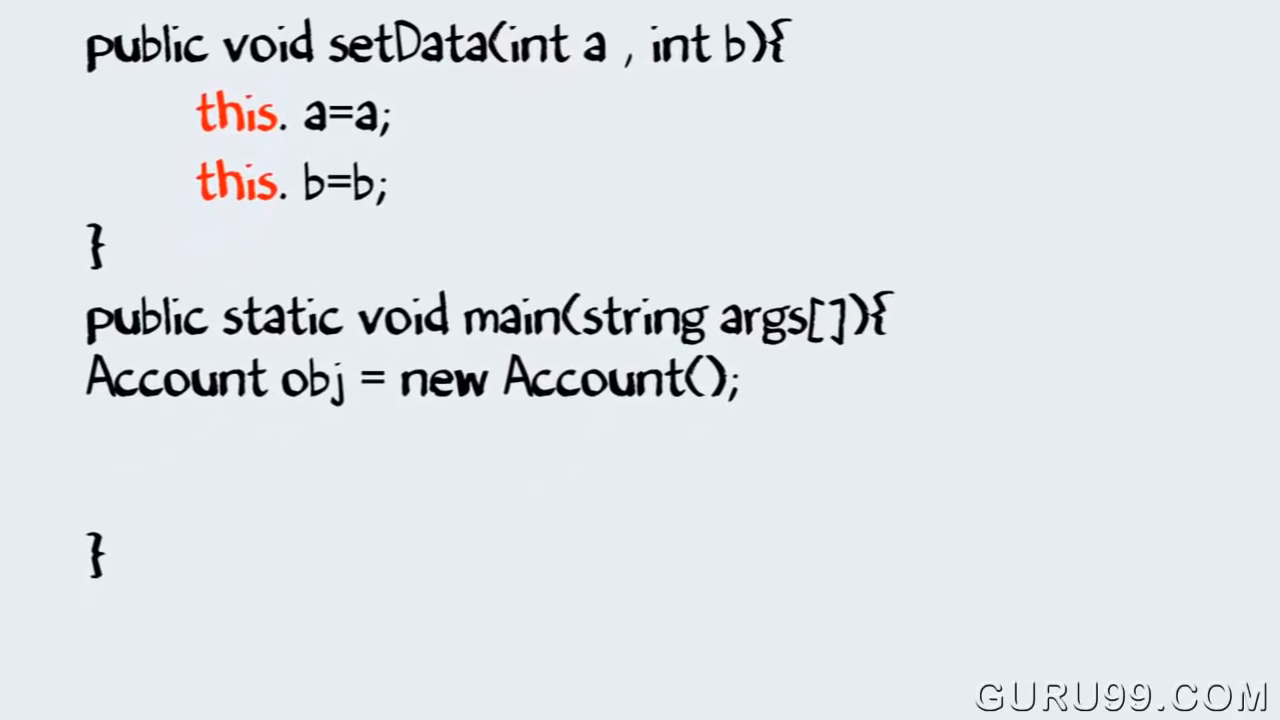 public void setData(int a , int b){
this. a=a;
this. b=b;
}
public static void main(string args[]){
Account obj = new Account();
}
GURU99.COM